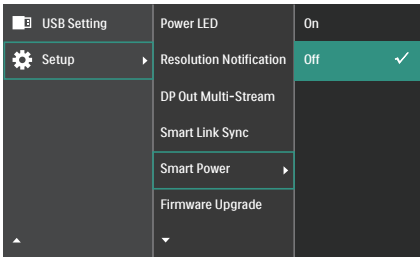 USB Setting
Setup
Power LED
Resolution Notification
DP Out Multi-Stream
Smart Link Sync
Smart Power
Firmware Upgrade
On
Off